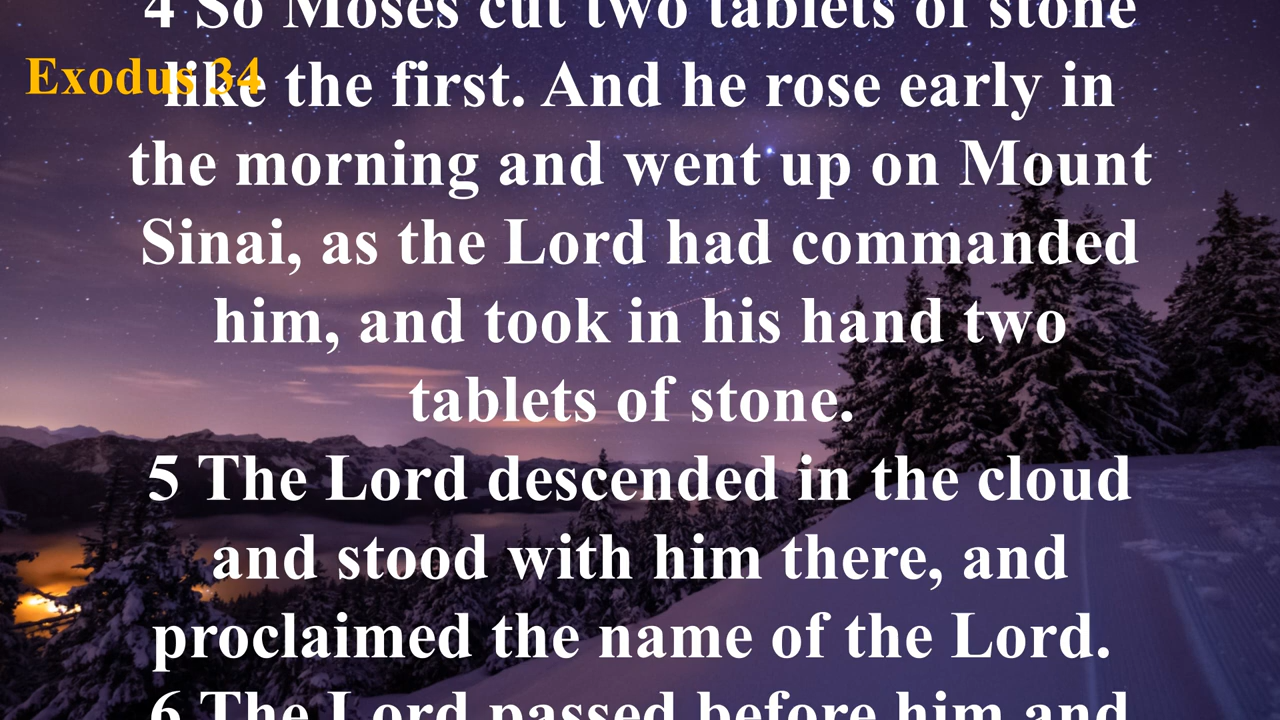 4 So Moses cut two tablets of stone
Exodus 34
like the first. And he rose early in
the morning and went up on Mount
Sinai, as the Lord had commanded
him, and took in his hand two
tablets of stone.
5 The Lord descended in the cloud
and stood with him there, and
proclaimed the name of the Lord.
6 The Lord passed before him and